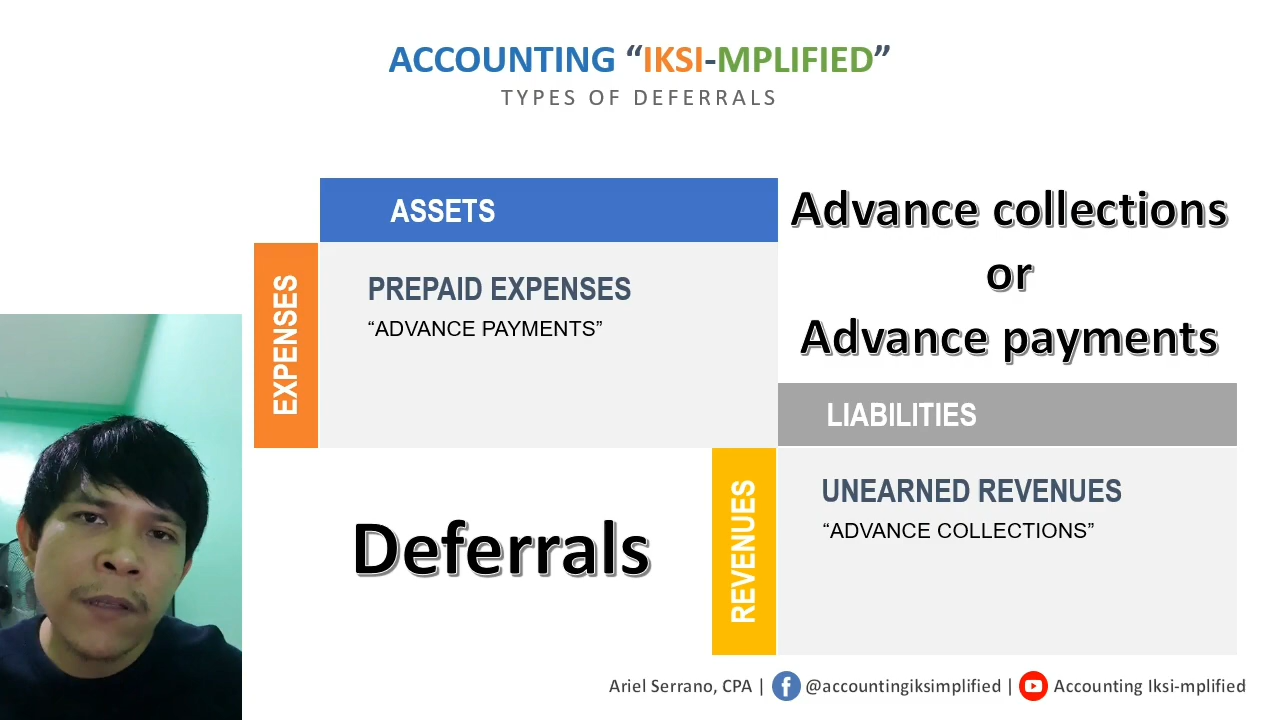 ACCOUNTING “IKSI-MPLIFIED”
TYPES OF DEFERRALS
ASSETS
EXPENSES
PREPAID EXPENSES
“ADVANCE PAYMENTS”
Advance collections
or
Advance payments
LIABILITIES
REVENUES
UNEARNED REVENUES
“ADVANCE COLLECTIONS”
Deferrals
Ariel Serrano, CPA | @accountingiksimplified | Accounting Iksi-mplified